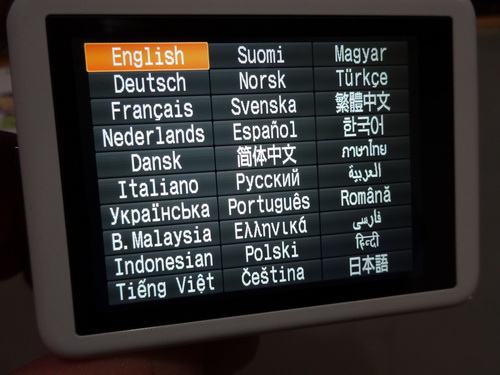 English
Deutsch
Français
Nederlands
Dansk
Italiano
Українська
B.Malaysia
Indonesian
Tiếng Việt
Suomi
Norsk
Svenska
Español
简体中文
Русский
Português
Ελληνικά
Polski
Čeština
Magyar
Türkçe
繁體中文
한국어
ภาษาไทย
العربية
Română
فارسی
हिन्दी
日本語